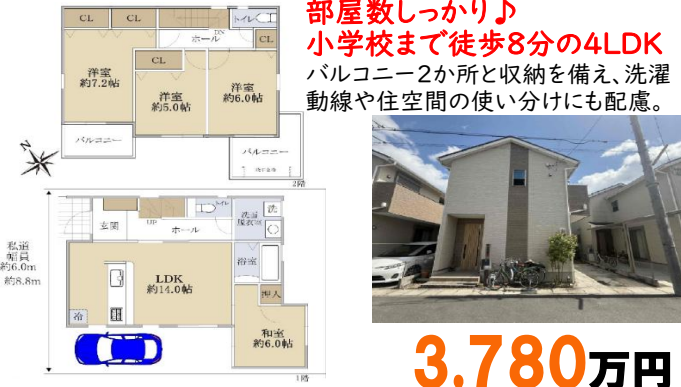 部屋数しっかり♪
小学校まで徒歩8分の4LDK
バルコニー2か所と収納を備え、洗濯
動線や住空間の使い分けにも配慮。
CL
CL
DN
ホール
トイレ
CL
CL
洋室
約7.2帖
洋室
約5.0帖
洋室
約6.0帖
バルコニー
バルコニー
2階
N
玄関
UP
ホール
トイレ
洗面
脱衣室
洗
浴室
LDK
約14.0帖
押入
和室
約6.0帖
冷
私道
幅員
約6.0m
約8.8m
1階
3.780万円